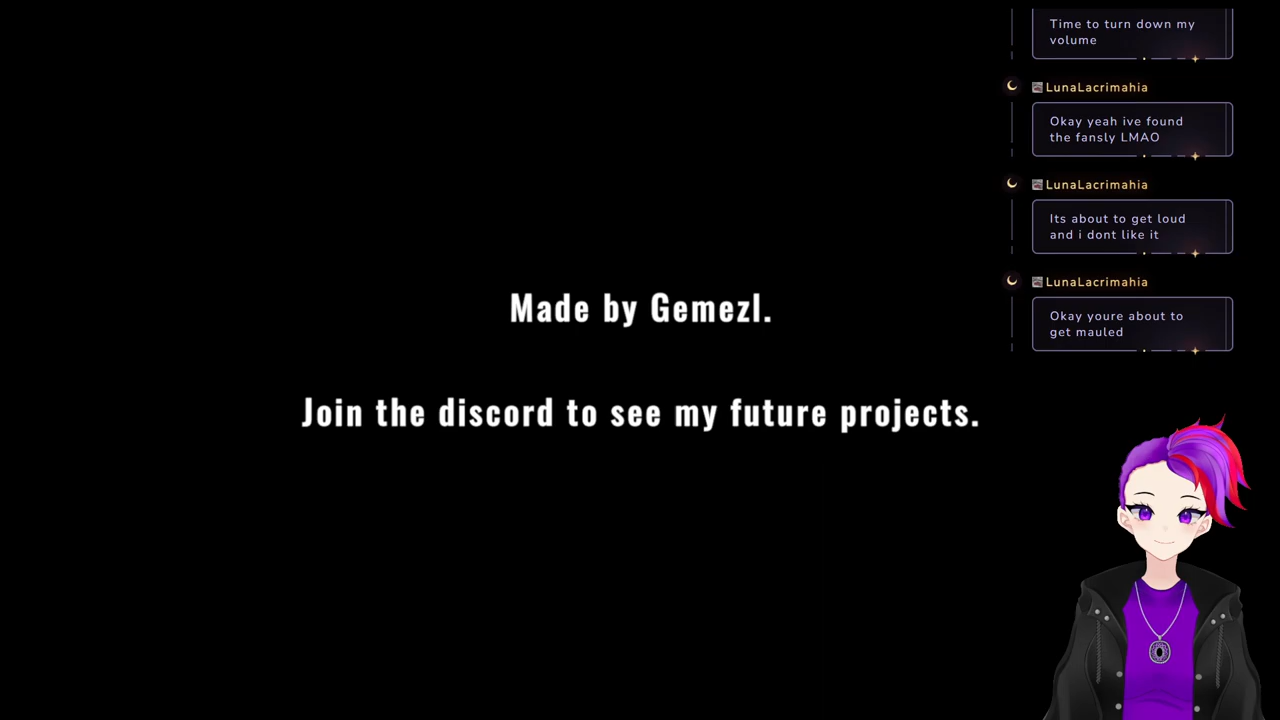 Time to turn down my
volume
LunaLacrimahia
Okay yeah ive found
the fansly LMAO
LunaLacrimahia
Its about to get loud
and i dont like it
LunaLacrimahia
Okay youre about to
get mauled
Made by Gemezl.
Join the discord to see my future projects.